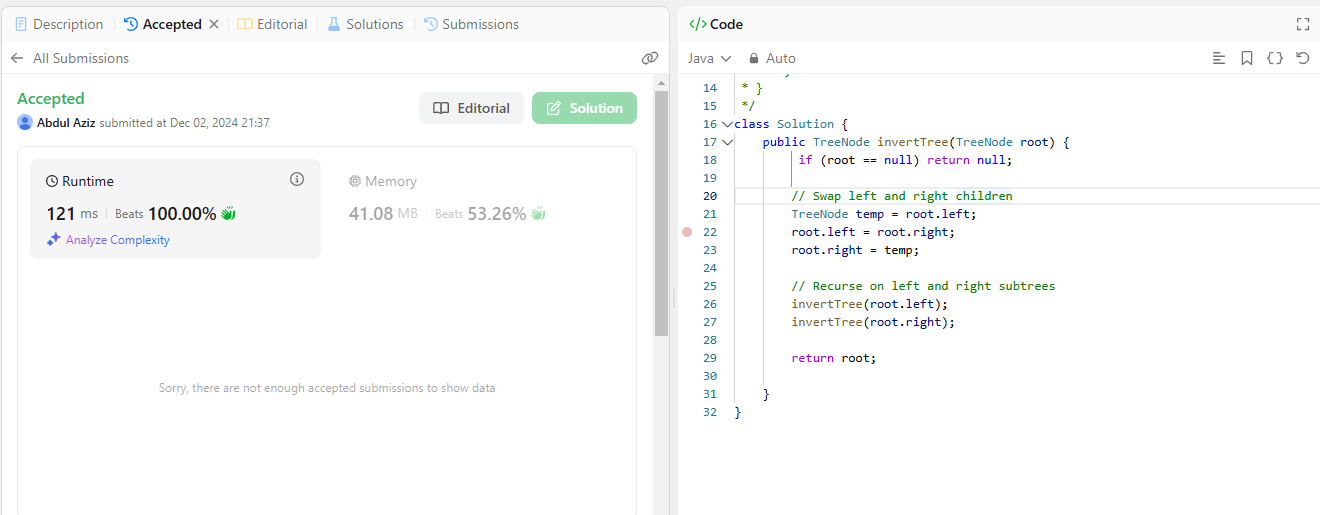 Description Accepted Editorial Solutions Submissions
All Submissions
Accepted
Abdul Aziz submitted at Dec 02, 2024 21:37
Editorial
Solution
Runtime
121 ms Beats 100.00%
Analyze Complexity
Memory
41.08 MB Beats 53.26%
Sorry, there are not enough accepted submissions to show data
</> Code
Java Auto
14 * }
15 */
16 class Solution {
17 public TreeNode invertTree(TreeNode root) {
18 if (root == null) return null;
19
20 // Swap left and right children
21 TreeNode temp = root.left;
22 root.left = root.right;
23 root.right = temp;
24
25 // Recurse on left and right subtrees
26 invertTree(root.left);
27 invertTree(root.right);
28
29 return root;
30
31 }
32 }